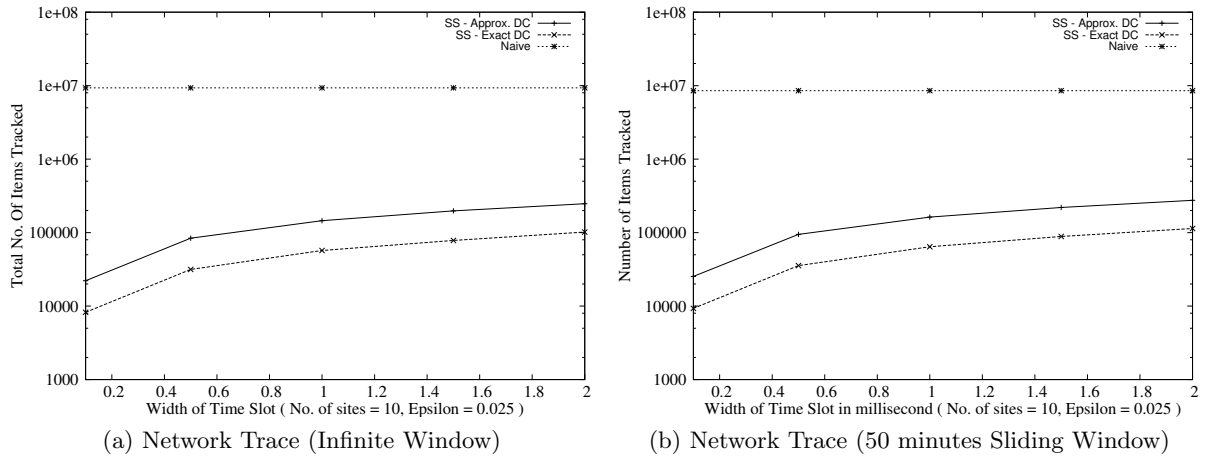 1e+08
1e+07
1e+06
100000
10000
1000
Total No. Of Items Tracked
SS - Approx. DC
SS - Exact DC
Naive
0.2 0.4 0.6 0.8 1 1.2 1.4 1.6 1.8 2
Width of Time Slot ( No. of sites = 10, Epsilon = 0.025 )
(a) Network Trace (Infinite Window)
1e+08
1e+07
1e+06
100000
10000
1000
Number of Items Tracked
SS - Approx. DC
SS - Exact DC
Naive
0.2 0.4 0.6 0.8 1 1.2 1.4 1.6 1.8 2
Width of Time Slot in millisecond ( No. of sites = 10, Epsilon = 0.025 )
(b) Network Trace (50 minutes Sliding Window)